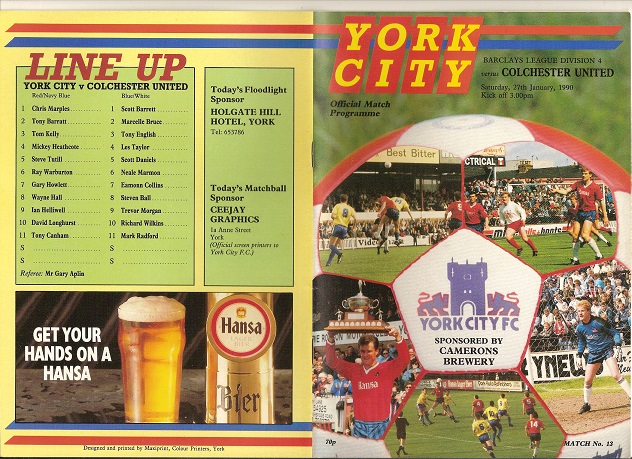 LINE UP
YORK CITY v COLCHESTER UNITED
Red/Navy Blue Blue/White
1 Chris Marples 1 Scott Barrett
2 Tony Barratt 2 Marcelle Bruce
3 Tom Kelly 3 Tony English
4 Mickey Heathcote 4 Les Taylor
5 Steve Tutill 5 Scott Daniels
6 Ray Warburton 6 Neale Marmon
7 Gary Howlett 7 Eamonn Collins
8 Wayne Hall 8 Steven Ball
9 Ian Helliwell 9 Trevor Morgan
10 David Longhurst 10 Richard Wilkins
11 Tony Canham 11 Mark Radford
S S
S S
Referee: Mr Gary Aplin
Today's Floodlight
Sponsor
HOLGATE HILL
HOTEL, YORK
Tel: 653786
Today's Matchball
Sponsor
CEEJAY
GRAPHICS
1a Anne Street
York
(Official screen printers to
York City F.C.)
GET YOUR
HANDS ON A
HANSA
Hansa
LAGER
BIER
Bier
Designed and printed by Maxiprint, Colour Printers, York
YORK
CITY
Official Match
Programme
BARCLAYS LEAGUE DIVISION 4
versus COLCHESTER UNITED
Saturday, 27th January, 1990
Kick off 3.00pm
Best Bitter
CTRICAL
Video
YORK CITY FC
SPONSORED BY
CAMERONS
BREWERY
Hansa
YNEW
70p
MATCH No. 13